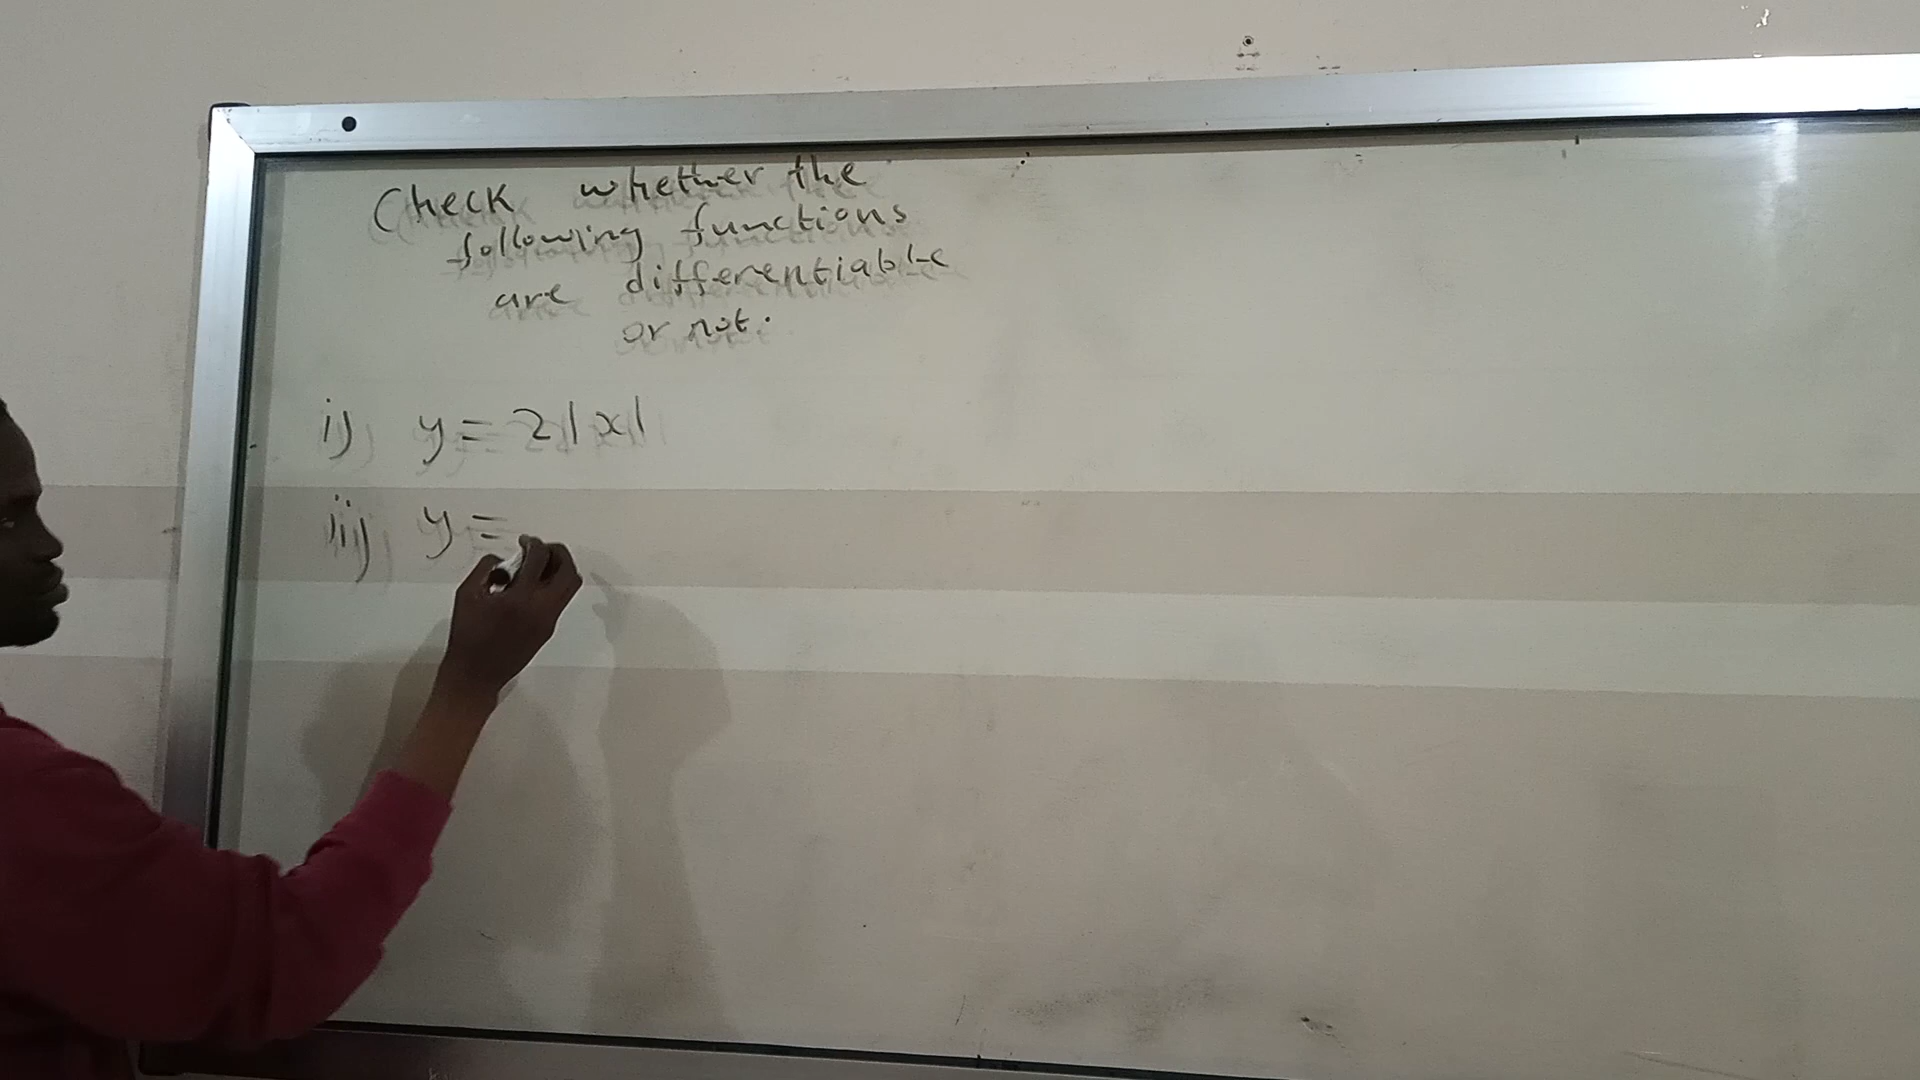 Check whether the
following functions
are differentiable
or not.
i) y = 2|x|
ii) y =